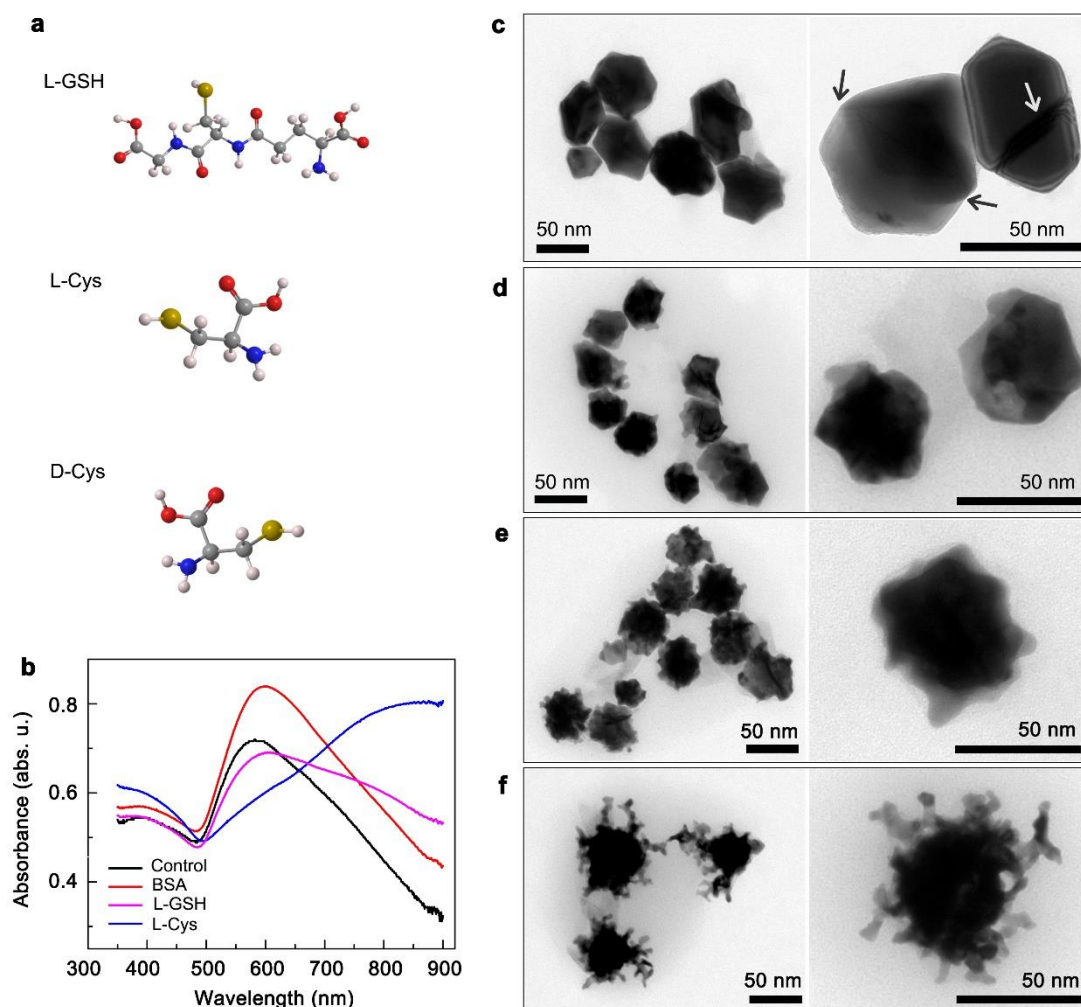 a
L-GSH
L-Cys
D-Cys
b
Absorbance (abs. u.)
0.8
0.6
0.4
Control
BSA
L-GSH
L-Cys
300 400 500 600 700 800 900
Wavelength (nm)
c
50 nm
50 nm
d
50 nm
50 nm
e
50 nm
50 nm
f
50 nm
50 nm